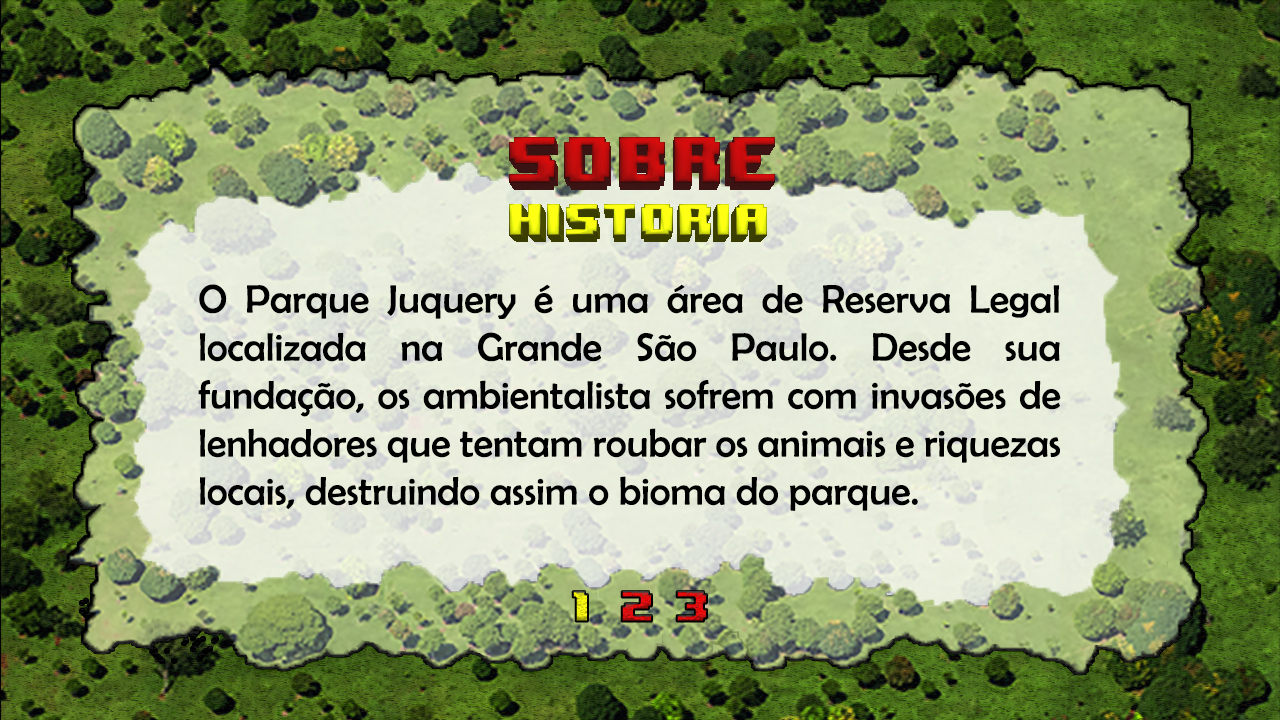 SOBRE
HISTORIA
O Parque Juquery é uma área de Reserva Legal
localizada na Grande São Paulo. Desde sua
fundação, os ambientalista sofrem com invasões de
lenhadores que tentam roubar os animais e riquezas
locais, destruindo assim o bioma do parque.
1 2 3